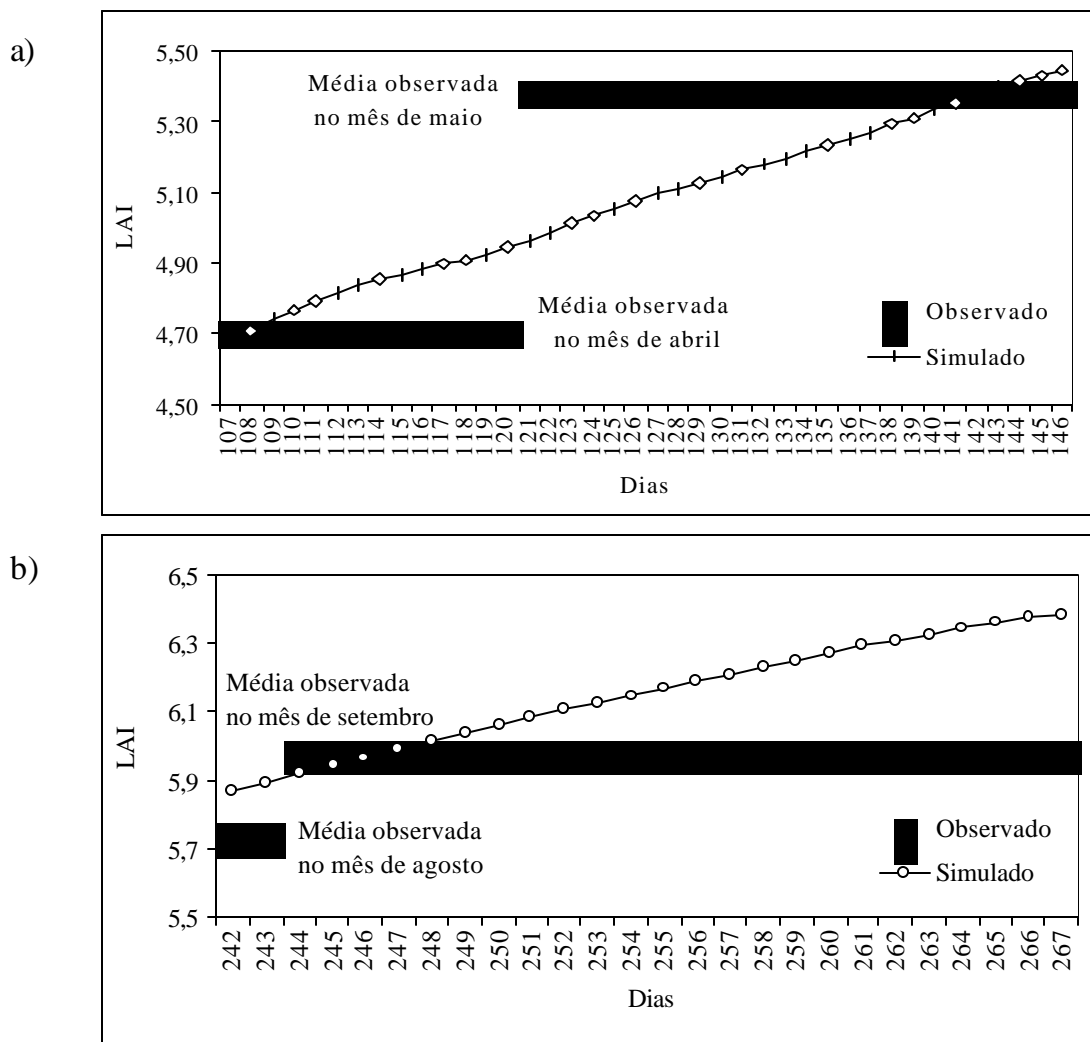 a)
5,50
5,30
5,10
4,90
4,70
4,50
LAI
Média observada
no mês de maio
Média observada
no mês de abril
Observado
Simulado
107 108 109 110 111 112 113 114 115 116 117 118 119 120 121 122 123 124 125 126 127 128 129 130 131 132 133 134 135 136 137 138 139 140 141 142 143 144 145 146
Dias
b)
6,5
6,3
6,1
5,9
5,7
5,5
LAI
Média observada
no mês de setembro
Média observada
no mês de agosto
Observado
Simulado
242 243 244 245 246 247 248 249 250 251 252 253 254 255 256 257 258 259 260 261 262 263 264 265 266 267
Dias